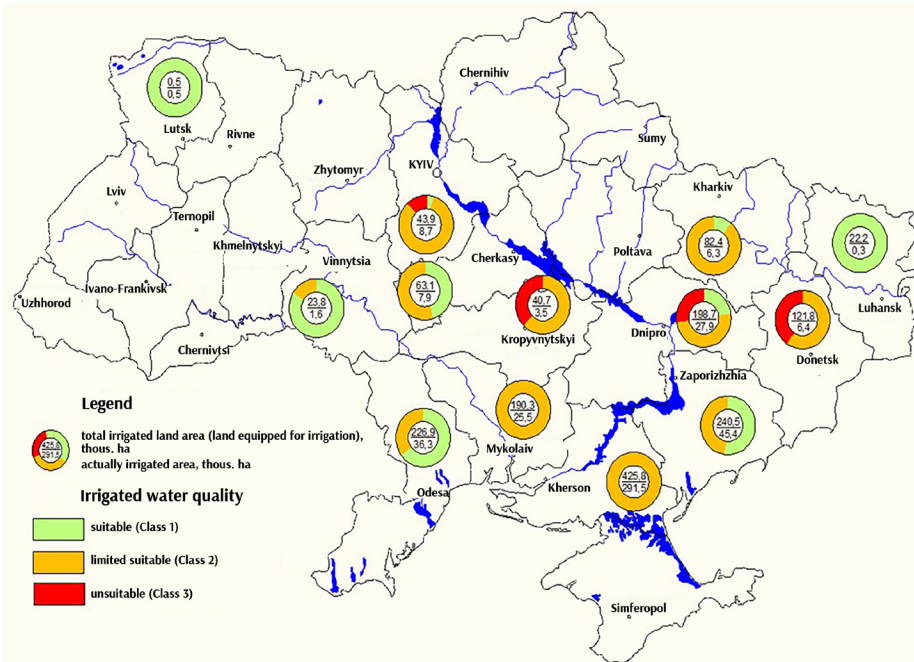 Chernihiv
0,5
0,5
Lutsk
Rivne
Sumy
Zhytomyr
KYIV
Lviv
Kharkiv
Ternopil
43,9
8,7
22,2
0,3
Khmelnytskyi
82,4
6,3
Poltava
Vinnytsia
Cherkasy
Uzhhorod
Ivano-Frankivsk
63,1
7,9
Luhansk
23,8
1,6
40,7
3,5
198,7
27,9
121,8
6,4
Chernivtsi
Kropyvnytskyi
Dnipro
Donetsk
Zaporizhzhia
Legend
190,3
25,5
total irrigated land area (land equipped for irrigation),
thous. ha
actually irrigated area, thous. ha
425,8
291,5
226,9
36,3
240,5
45,4
Mykolaiv
Irrigated water quality
Odesa
Kherson
425,8
291,5
suitable (Class 1)
limited suitable (Class 2)
unsuitable (Class 3)
Simferopol